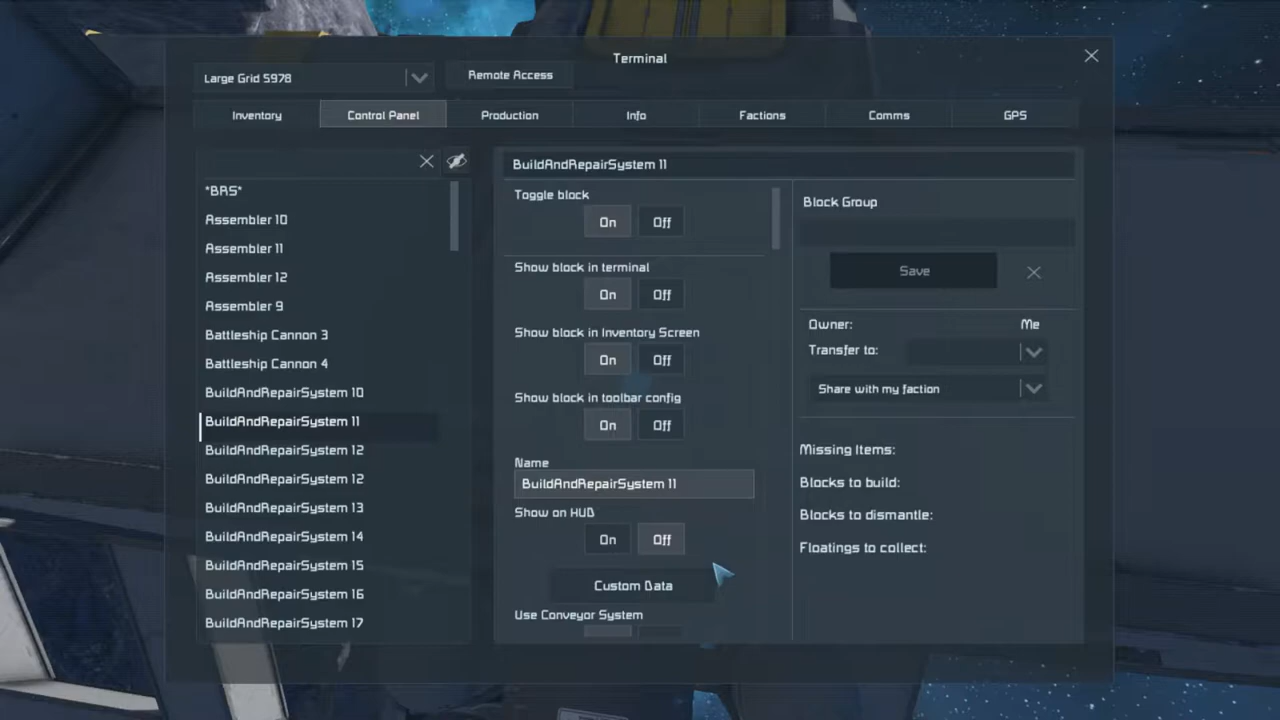 Terminal
Large Grid 5978
Remote Access
Inventory
Control Panel
Production
Info
Factions
Comms
GPS
*BRS*
Assembler 10
Assembler 11
Assembler 12
Assembler 9
Battleship Cannon 3
Battleship Cannon 4
BuildAndRepairSystem 10
BuildAndRepairSystem 11
BuildAndRepairSystem 12
BuildAndRepairSystem 12
BuildAndRepairSystem 13
BuildAndRepairSystem 14
BuildAndRepairSystem 15
BuildAndRepairSystem 16
BuildAndRepairSystem 17
BuildAndRepairSystem 11
Toggle block
On Off
Show block in terminal
On Off
Show block in Inventory Screen
On Off
Show block in toolbar config
On Off
Name
BuildAndRepairSystem 11
Show on HUD
On Off
Custom Data
Use Conveyor System
Block Group
Save
Owner: Me
Transfer to:
Share with my faction
Missing Items:
Blocks to build:
Blocks to dismantle:
Floatings to collect: